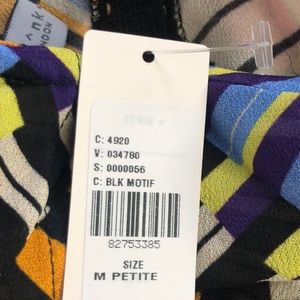 C: 4920
V: 034780
S: 0000056
C: BLK MOTIF
82753385
SIZE
M PETITE